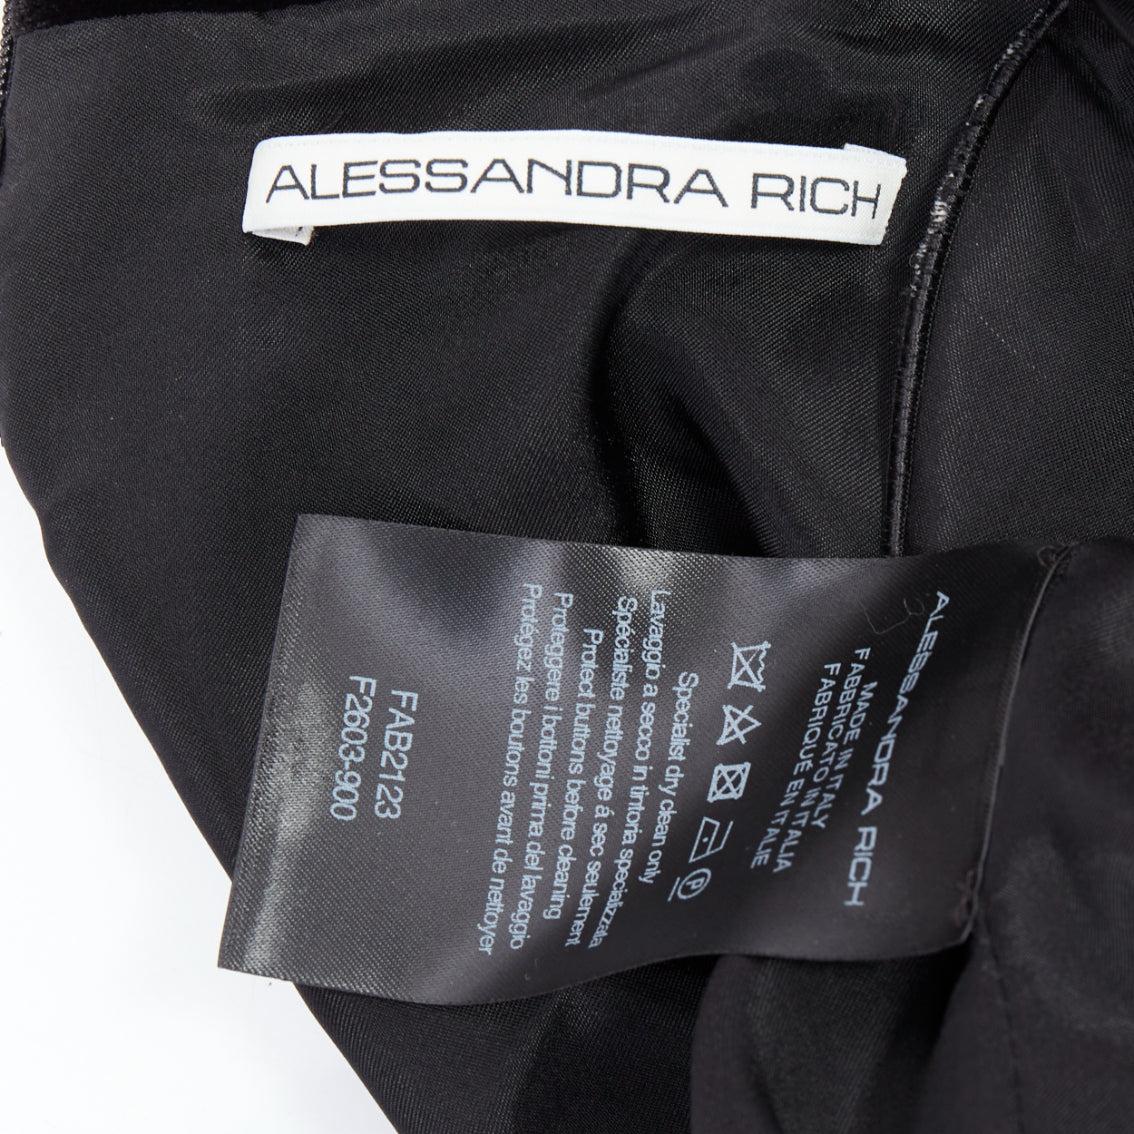 ALESSANDRA RICH
ALESSANDRA RICH
MADE IN ITALY
FABBRICATO IN ITALIA
FABRIQUE EN ITALIE
P
Specialist dry clean only
Lavaggio a secco in tintoria specializzata
Spécialiste nettoyage á sec seulement
Protect buttons before cleaning
Proteggere i bottoni prima del lavaggio
Protégez les boutons avant de nettoyer
FAB2123
F2603-900